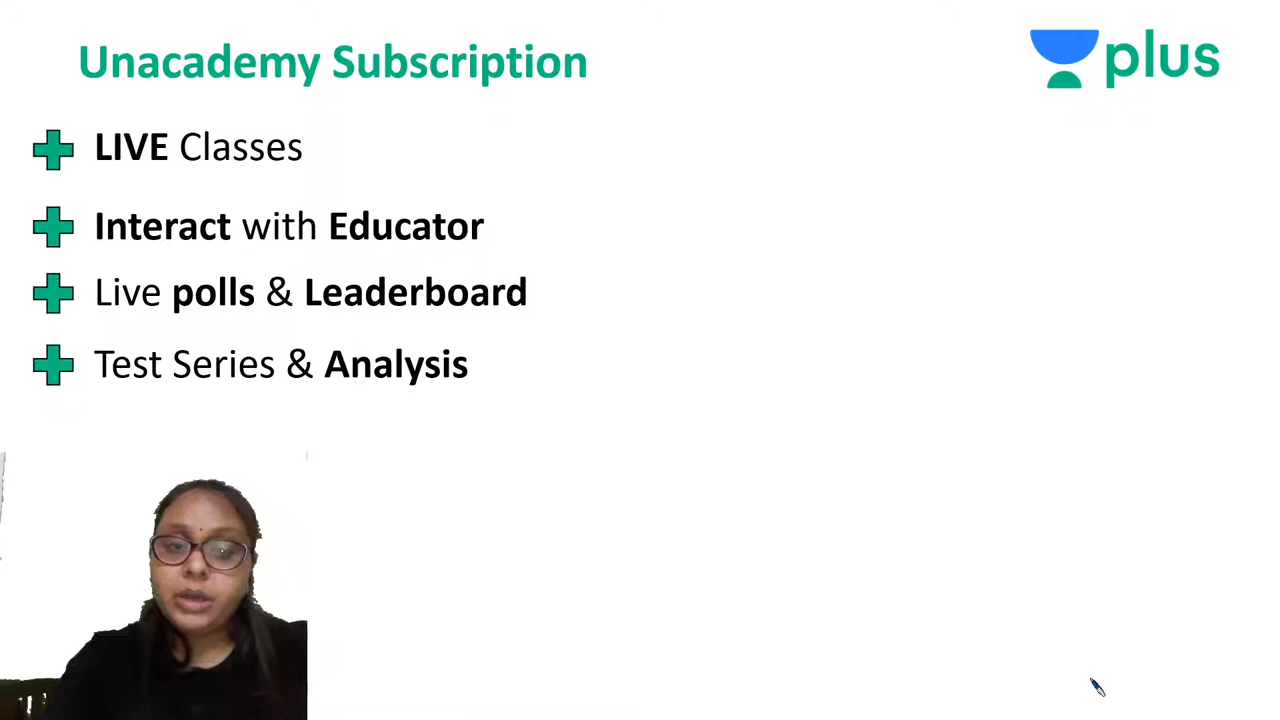 Unacademy Subscription
plus
LIVE Classes
Interact with Educator
Live polls & Leaderboard
Test Series & Analysis